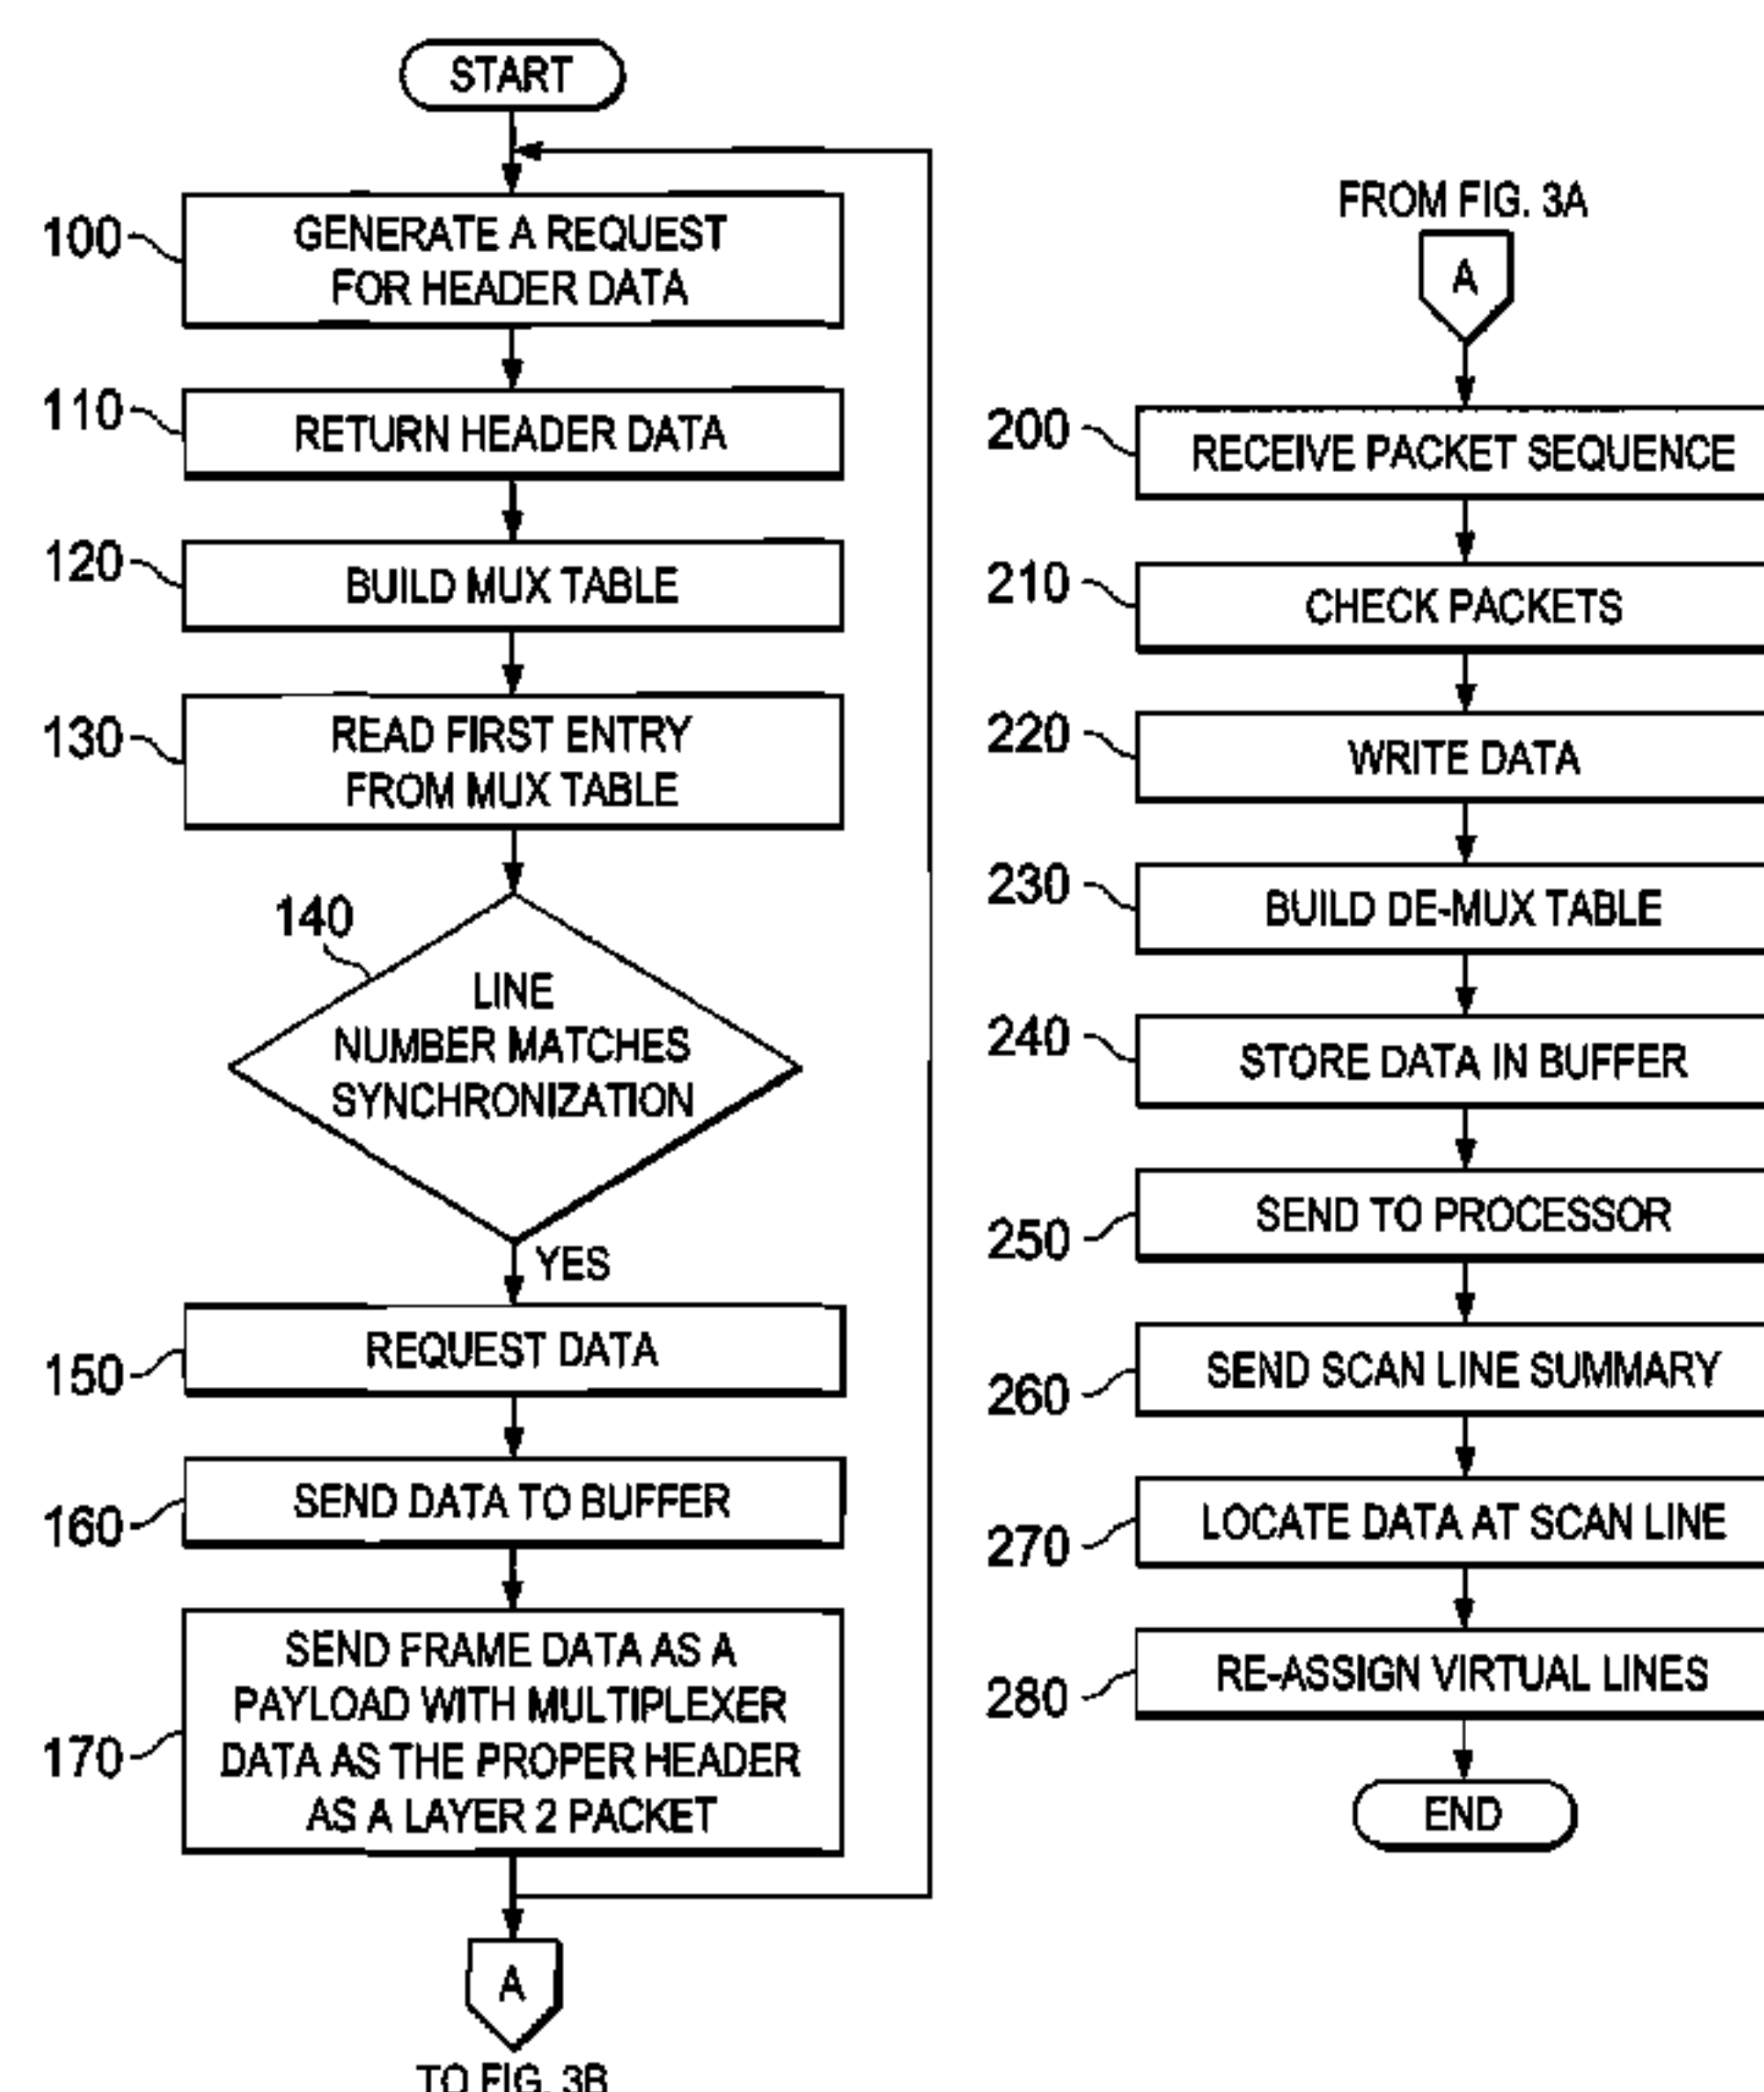 START
100
GENERATE A REQUEST
FOR HEADER DATA
110
RETURN HEADER DATA
120
BUILD MUX TABLE
130
READ FIRST ENTRY
FROM MUX TABLE
140
LINE
NUMBER MATCHES
SYNCHRONIZATION
YES
150
REQUEST DATA
160
SEND DATA TO BUFFER
170
SEND FRAME DATA AS A
PAYLOAD WITH MULTIPLEXER
DATA AS THE PROPER HEADER
AS A LAYER 2 PACKET
A
TO FIG. 3B
FROM FIG. 3A
A
200
RECEIVE PACKET SEQUENCE
210
CHECK PACKETS
220
WRITE DATA
230
BUILD DE-MUX TABLE
240
STORE DATA IN BUFFER
250
SEND TO PROCESSOR
260
SEND SCAN LINE SUMMARY
270
LOCATE DATA AT SCAN LINE
280
RE-ASSIGN VIRTUAL LINES
END